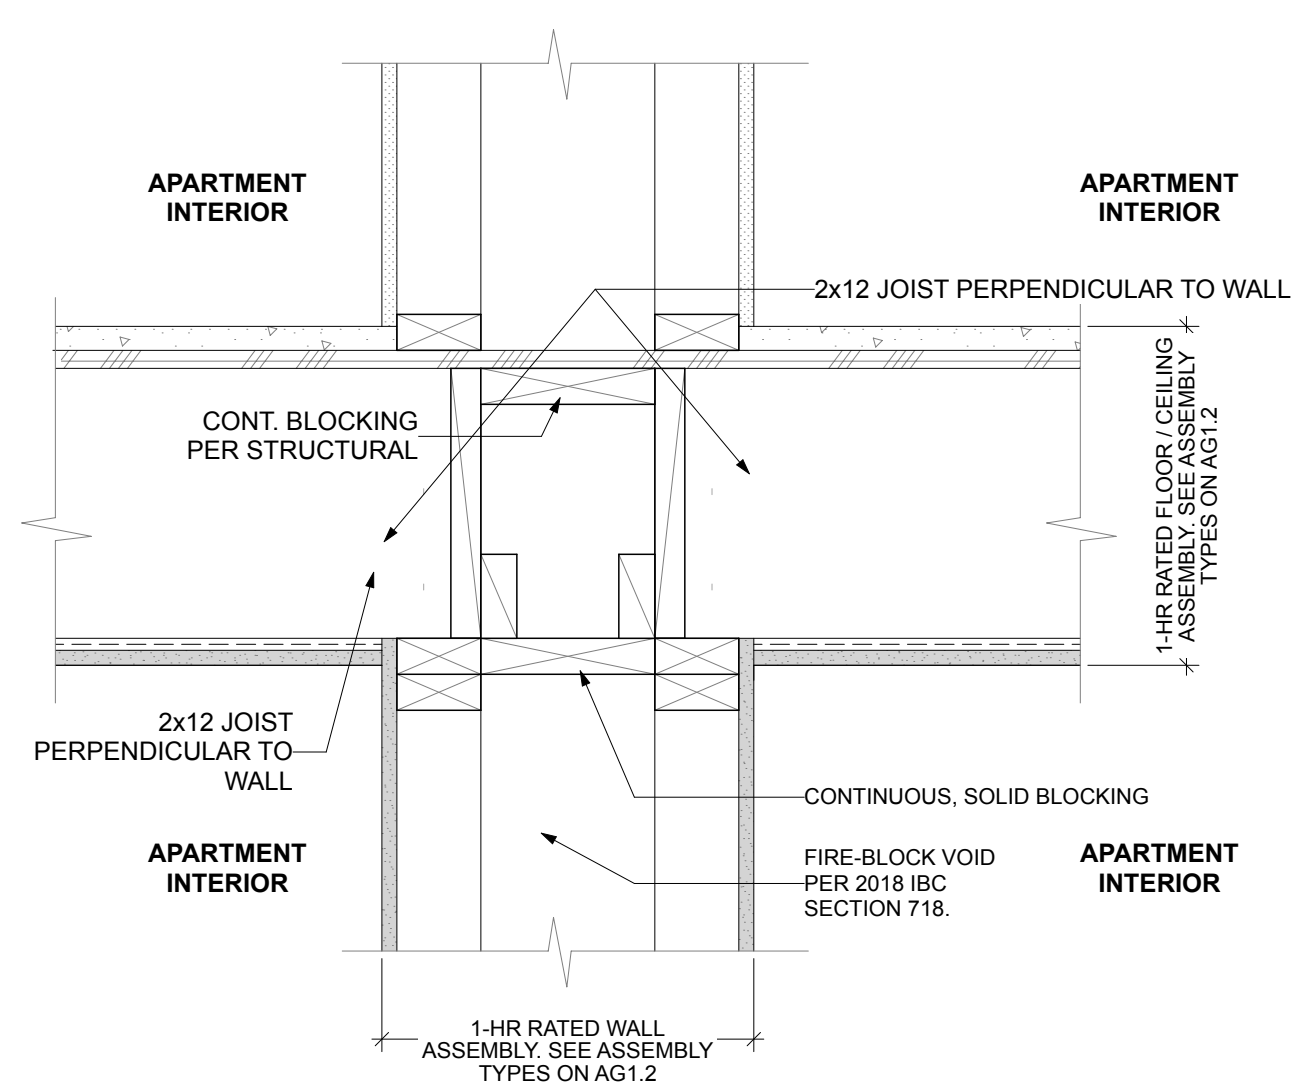 APARTMENT
INTERIOR
APARTMENT
INTERIOR
2x12 JOIST PERPENDICULAR TO WALL
CONT. BLOCKING
PER STRUCTURAL
1-HR RATED FLOOR / CEILING
ASSEMBLY. SEE ASSEMBLY
TYPES ON AG1.2
2x12 JOIST
PERPENDICULAR TO
WALL
CONTINUOUS, SOLID BLOCKING
APARTMENT
INTERIOR
FIRE-BLOCK VOID
PER 2018 IBC
SECTION 718.
APARTMENT
INTERIOR
1-HR RATED WALL
ASSEMBLY. SEE ASSEMBLY
TYPES ON AG1.2